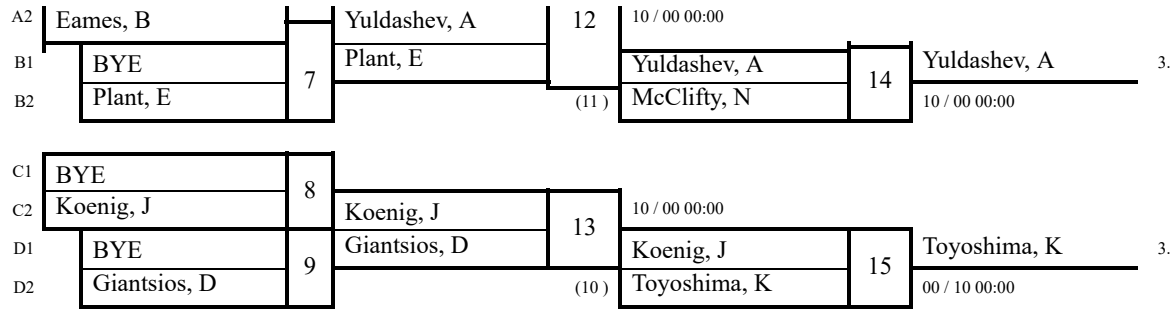 A2 Eames, B Yuldashev, A 12 10 / 00 00:00
B1 BYE Plant, E Yuldashev, A Yuldashev, A 3.
7 14
B2 Plant, E (11 ) McClifty, N 10 / 00 00:00
C1 BYE
8
C2 Koenig, J Koenig, J 10 / 00 00:00
13
D1 BYE Giantsios, D Koenig, J Toyoshima, K 3.
9 15
D2 Giantsios, D (10 ) Toyoshima, K 00 / 10 00:00